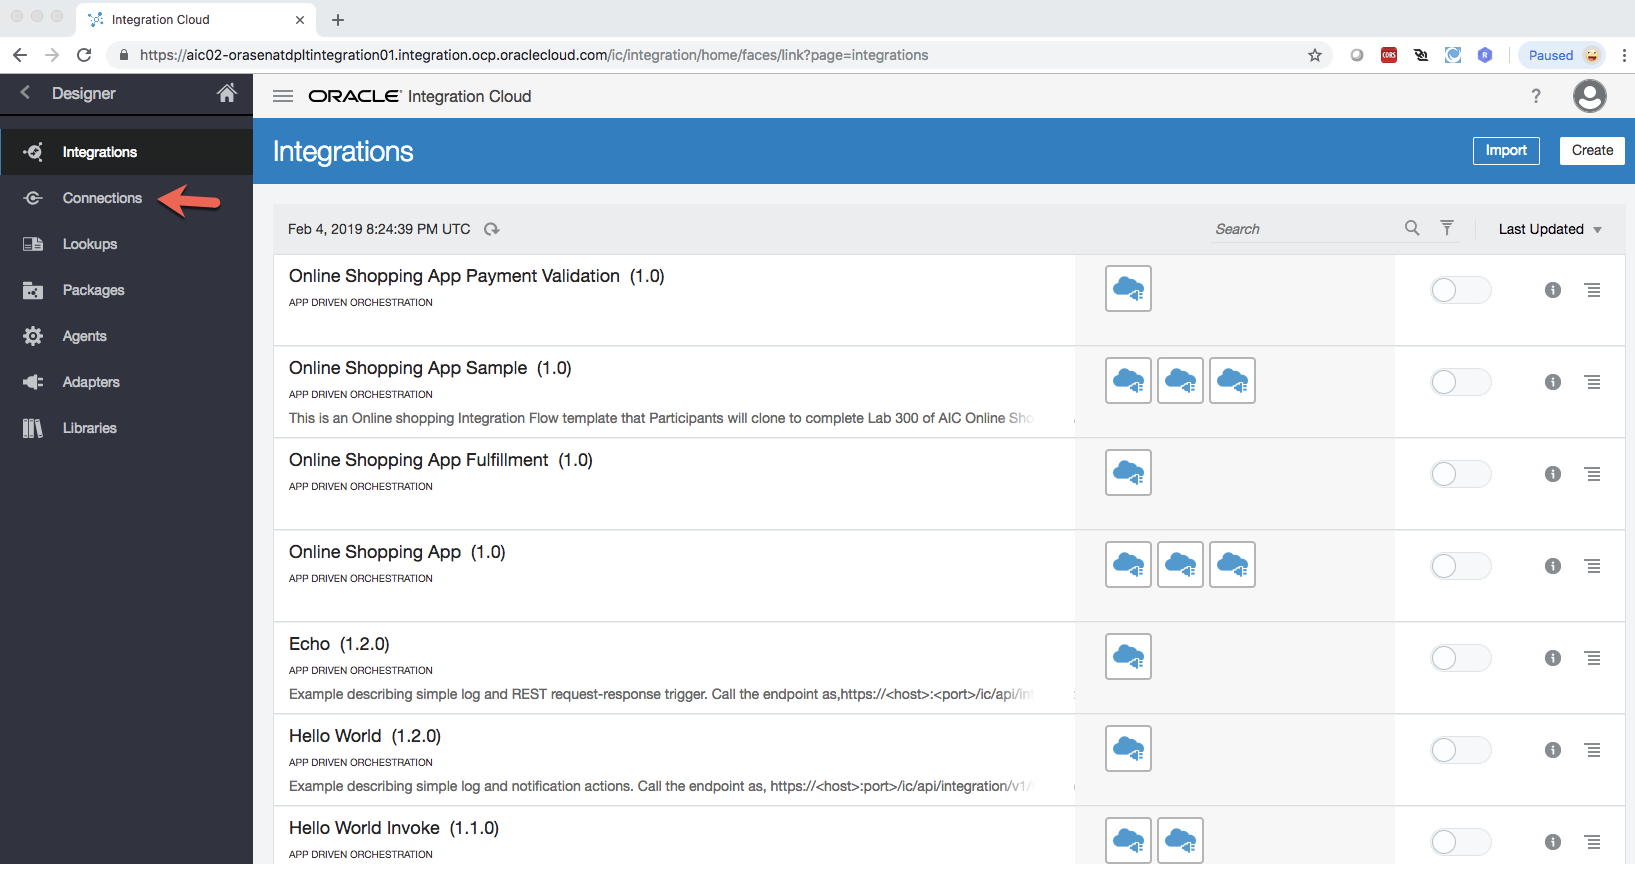 Integration Cloud
https://aic02-orasenatdpltintegration01.integration.ocp.oraclecloud.com/ic/integration/home/faces/link?page=integrations
CORS
R
Paused
Designer
ORACLE Integration Cloud
?
Integrations
Connections
Lookups
Packages
Agents
Adapters
Libraries
Integrations
Import
Create
Feb 4, 2019 8:24:39 PM UTC
Search
Last Updated
Online Shopping App Payment Validation (1.0)
APP DRIVEN ORCHESTRATION
Online Shopping App Sample (1.0)
APP DRIVEN ORCHESTRATION
This is an Online shopping Integration Flow template that Participants will clone to complete Lab 300 of AIC Online Sho
Online Shopping App Fulfillment (1.0)
APP DRIVEN ORCHESTRATION
Online Shopping App (1.0)
APP DRIVEN ORCHESTRATION
Echo (1.2.0)
APP DRIVEN ORCHESTRATION
Example describing simple log and REST request-response trigger. Call the endpoint as,https://<host>:<port>/ic/api/int
Hello World (1.2.0)
APP DRIVEN ORCHESTRATION
Example describing simple log and notification actions. Call the endpoint as, https://<host>:port>/ic/api/integration/v1/
Hello World Invoke (1.1.0)
APP DRIVEN ORCHESTRATION